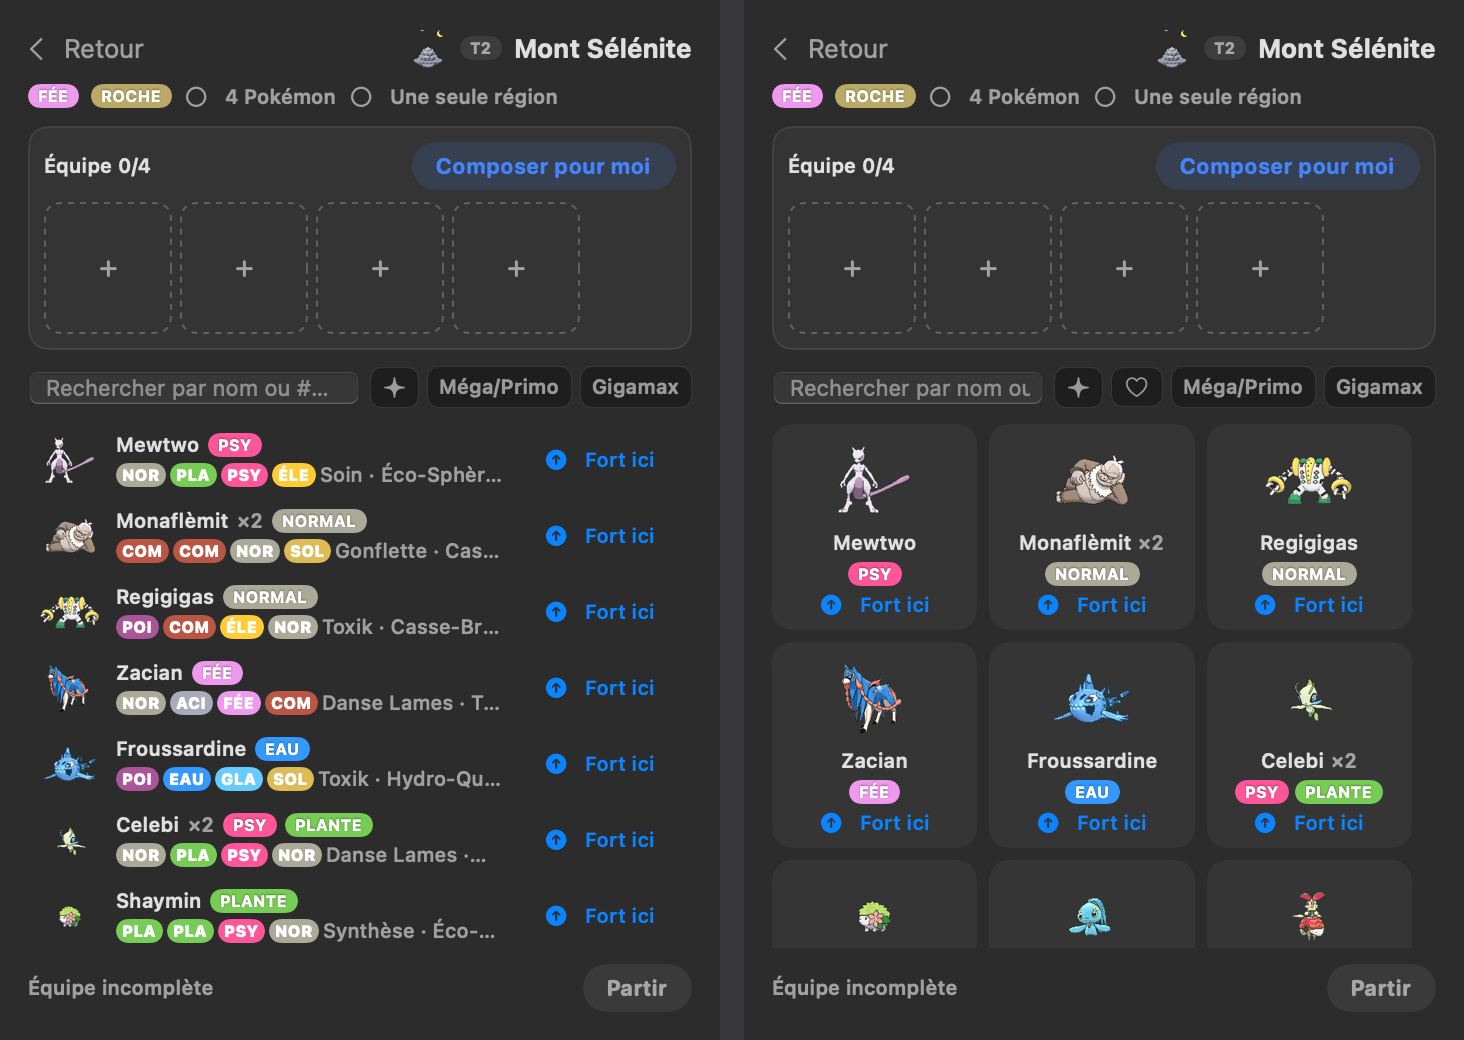 Retour
T2 Mont Sélénite
FÉE ROCHE 4 Pokémon Une seule région
Équipe 0/4 Composer pour moi
+ + + +
Rechercher par nom ou #... Méga/Primo Gigamax
Mewtwo PSY
NOR PLA PSY ÉLE Soin · Éco-Sphèr...
Fort ici
Monaflèmit ×2 NORMAL
COM COM NOR SOL Gonflette · Cas...
Fort ici
Regigigas NORMAL
POI COM ÉLE NOR Toxik · Casse-Br...
Fort ici
Zacian FÉE
NOR ACI FÉE COM Danse Lames · T...
Fort ici
Froussardine EAU
POI EAU GLA SOL Toxik · Hydro-Qu...
Fort ici
Celebi ×2 PSY PLANTE
NOR PLA PSY NOR Danse Lames ·...
Fort ici
Shaymin PLANTE
PLA PLA PSY NOR Synthèse · Éco-...
Fort ici
Équipe incomplète Partir
Retour
T2 Mont Sélénite
FÉE ROCHE 4 Pokémon Une seule région
Équipe 0/4 Composer pour moi
+ + + +
Rechercher par nom ou Méga/Primo Gigamax
Mewtwo
PSY
Fort ici
Monaflèmit ×2
NORMAL
Fort ici
Regigigas
NORMAL
Fort ici
Zacian
FÉE
Fort ici
Froussardine
EAU
Fort ici
Celebi ×2
PSY PLANTE
Fort ici
Équipe incomplète Partir